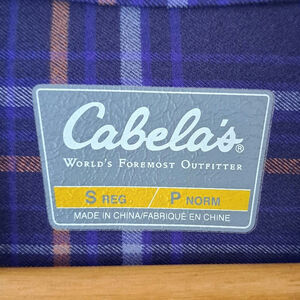 Cabela's®
WORLD'S FOREMOST OUTFITTER
S REG / P NORM
MADE IN CHINA/FABRIQUÉ EN CHINE